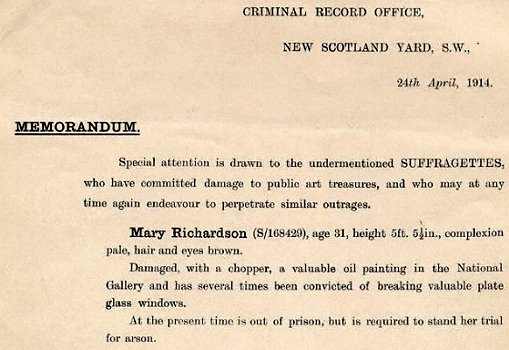 CRIMINAL RECORD OFFICE,
NEW SCOTLAND YARD, S.W.,
24th April, 1914.
MEMORANDUM.
Special attention is drawn to the undermentioned SUFFRAGETTES,
who have committed damage to public art treasures, and who may at any
time again endeavour to perpetrate similar outrages.
Mary Richardson (S/168429), age 31, height 5ft. 5½in., complexion
pale, hair and eyes brown.
Damaged, with a chopper, a valuable oil painting in the National
Gallery and has several times been convicted of breaking valuable plate
glass windows.
At the present time is out of prison, but is required to stand her trial
for arson.